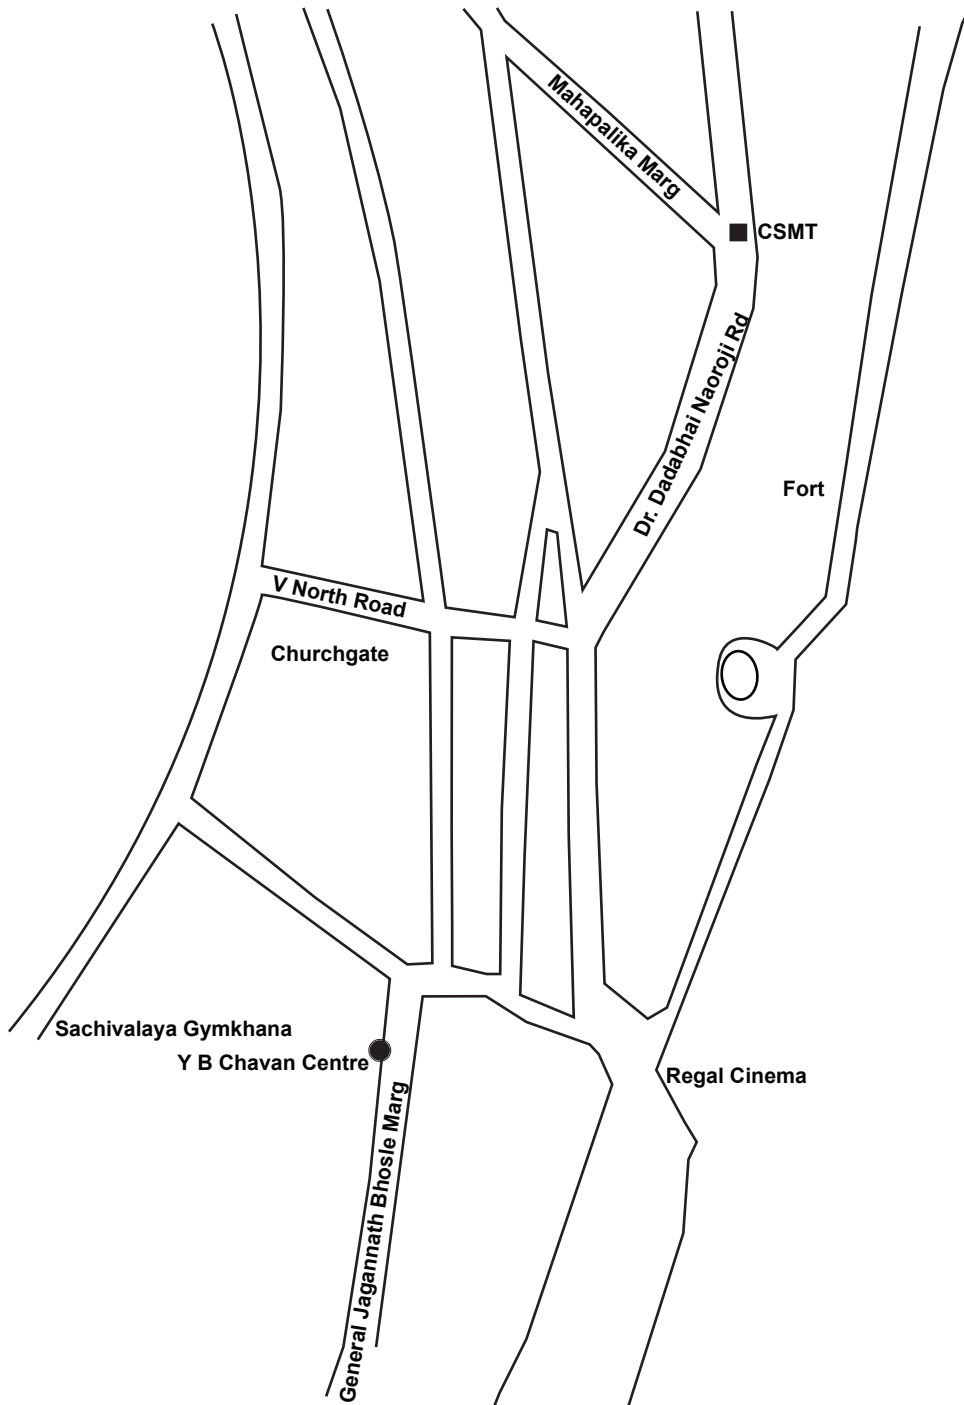 Mahapalika Marg
CSMT
Dr. Dadabhai Naoroji Rd
Fort
V North Road
Churchgate
Sachivalaya Gymkhana
Y B Chavan Centre
Regal Cinema
General Jagannath Bhosle Marg